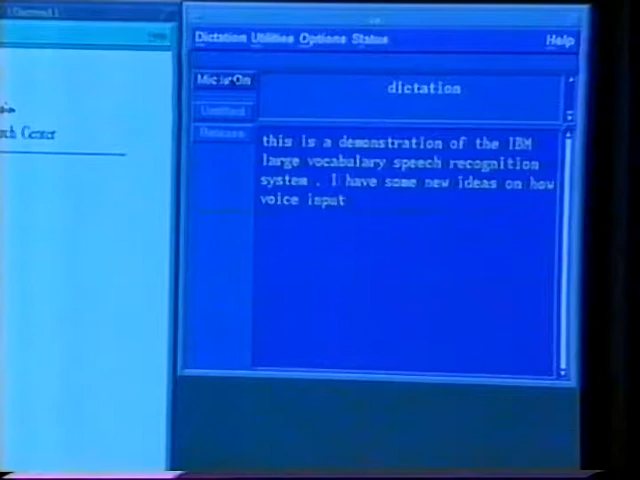 Dictation Utilities Options Status Help
Mic is On
dictation
Untitled
this is a demonstration of the IBM
large vocabulary speech recognition
system . I have some new ideas on how
voice input
Center